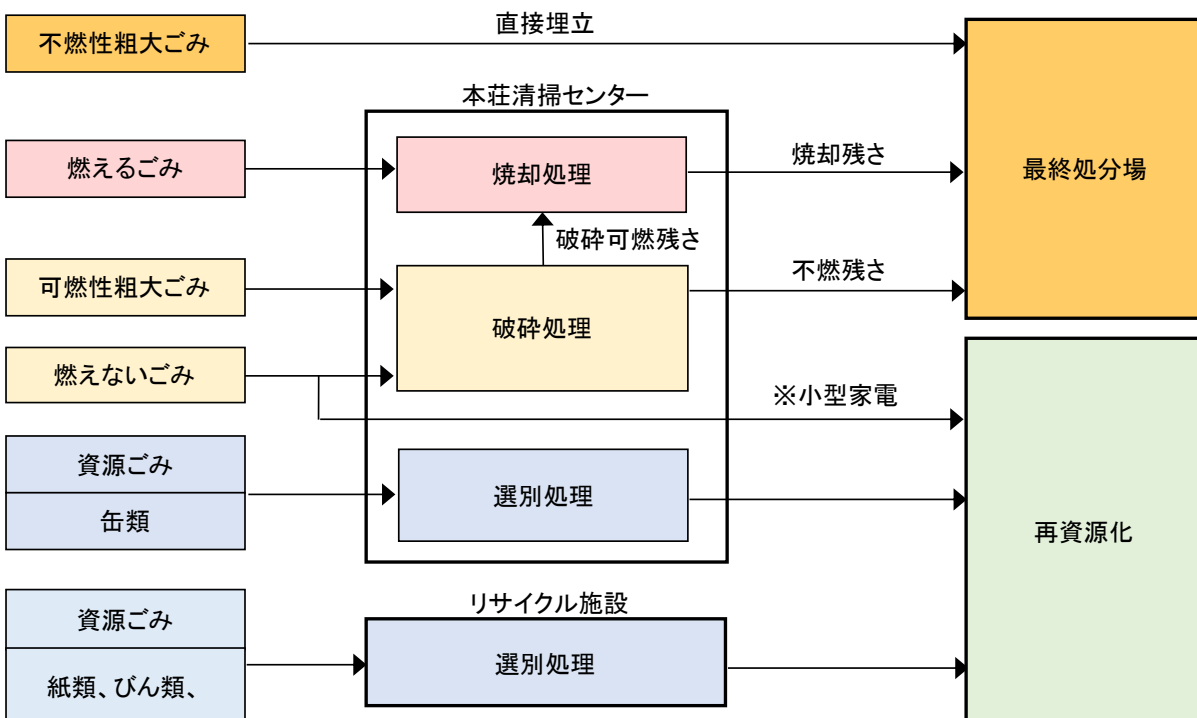 直接埋立
不燃性粗大ごみ
本荘清掃センター
燃えるごみ
焼却処理
焼却残さ
最終処分場
破砕可燃残さ
可燃性粗大ごみ
不燃残さ
破砕処理
燃えないごみ
※小型家電
資源ごみ
缶類
選別処理
再資源化
リサイクル施設
資源ごみ
選別処理
紙類、びん類、